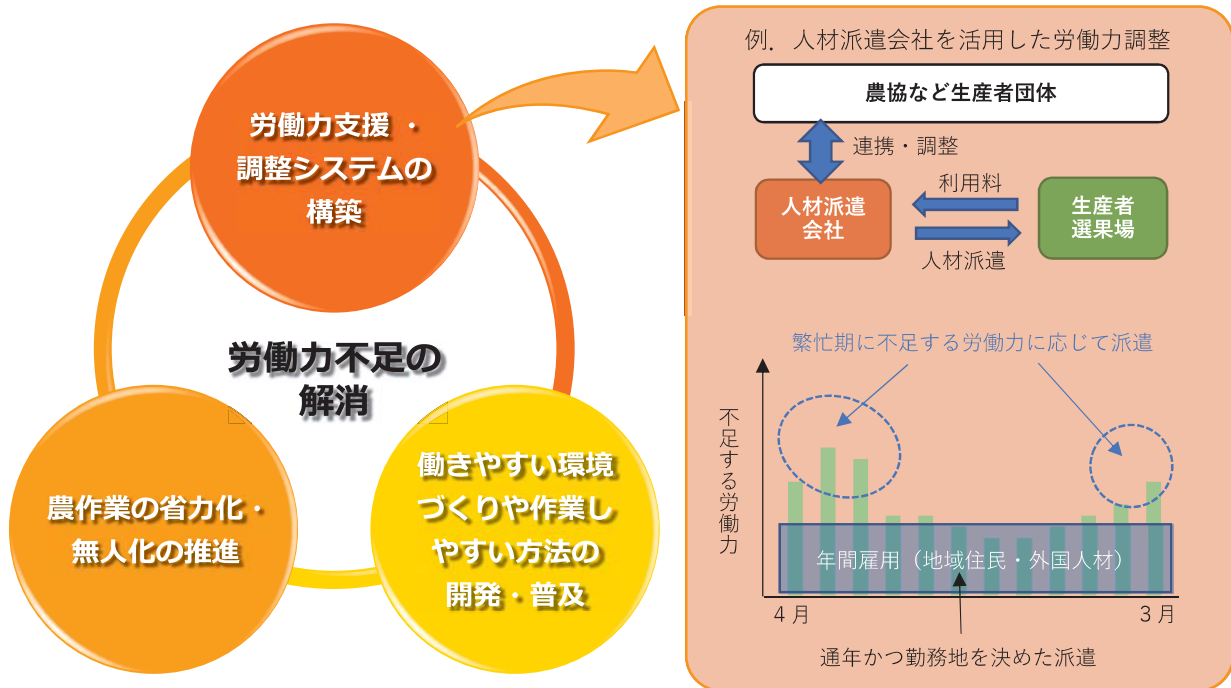 労働力支援・
調整システムの
構築
労働力不足の
解消
農作業の省力化・
無人化の推進
働きやすい環境
づくりや作業し
やすい方法の
開発・普及
例．人材派遣会社を活用した労働力調整
農協など生産者団体
連携・調整
人材派遣
会社
利用料
人材派遣
生産者
選果場
繁忙期に不足する労働力に応じて派遣
不足する労働力
年間雇用（地域住民・外国人材）
4月
3月
通年かつ勤務地を決めた派遣